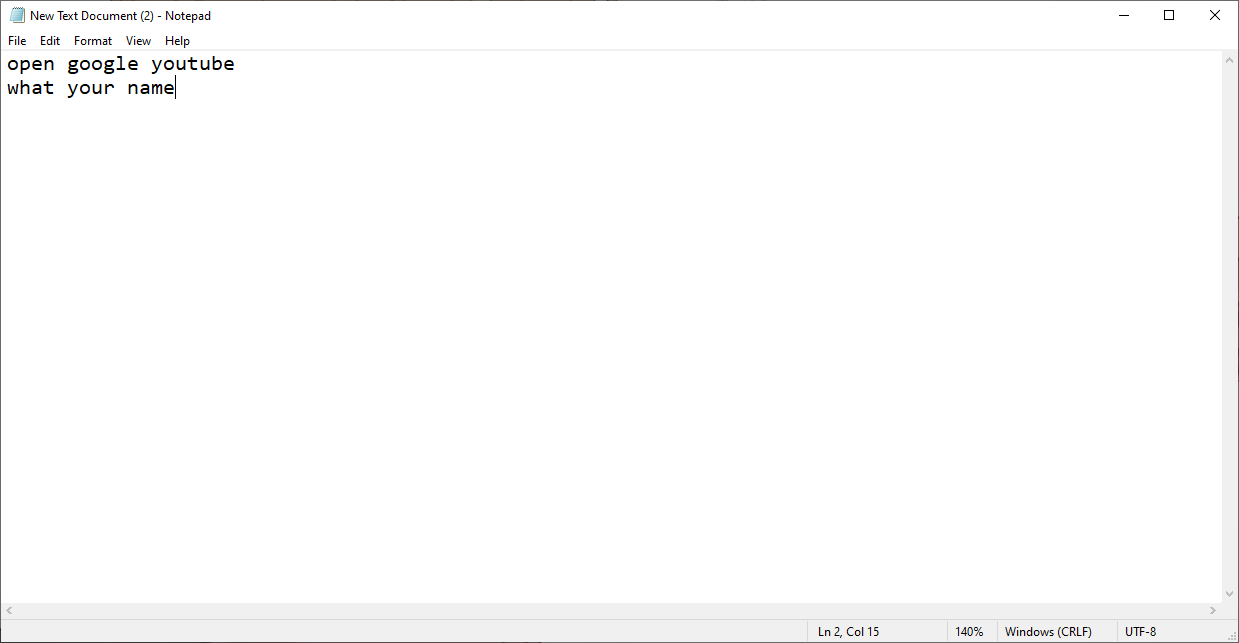 New Text Document (2) - Notepad
File Edit Format View Help
open google youtube
what your name
Ln 2, Col 15 140% Windows (CRLF) UTF-8